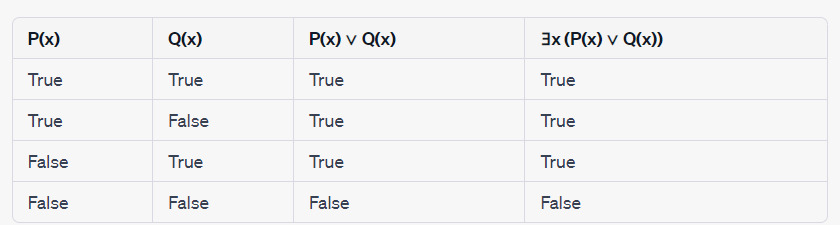 P(x) Q(x) P(x) ∨ Q(x) ∃x (P(x) ∨ Q(x))
True True True True
True False True True
False True True True
False False False False